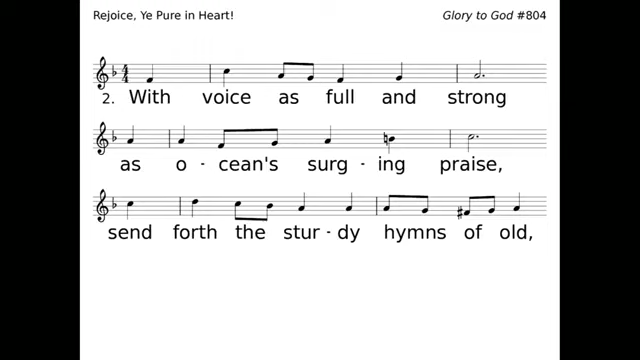 Rejoice, Ye Pure in Heart! Glory to God #804
2. With voice as full and strong
as o - cean's surg - ing praise,
send forth the stur - dy hymns of old,